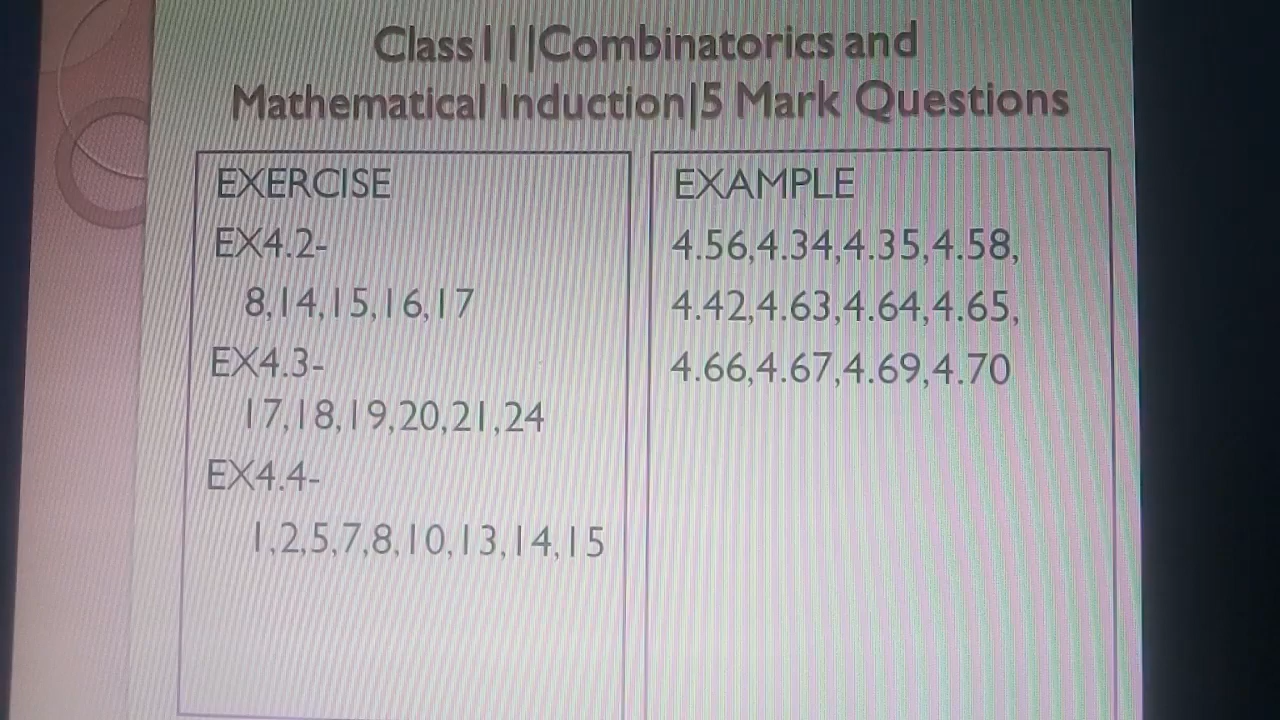 Class11|Combinatorics and
Mathematical Induction|5 Mark Questions
EXERCISE
EX4.2-
8,14,15,16,17
EX4.3-
17,18,19,20,21,24
EX4.4-
1,2,5,7,8,10,13,14,15
EXAMPLE
4.56,4.34,4.35,4.58,
4.42,4.63,4.64,4.65,
4.66,4.67,4.69,4.70